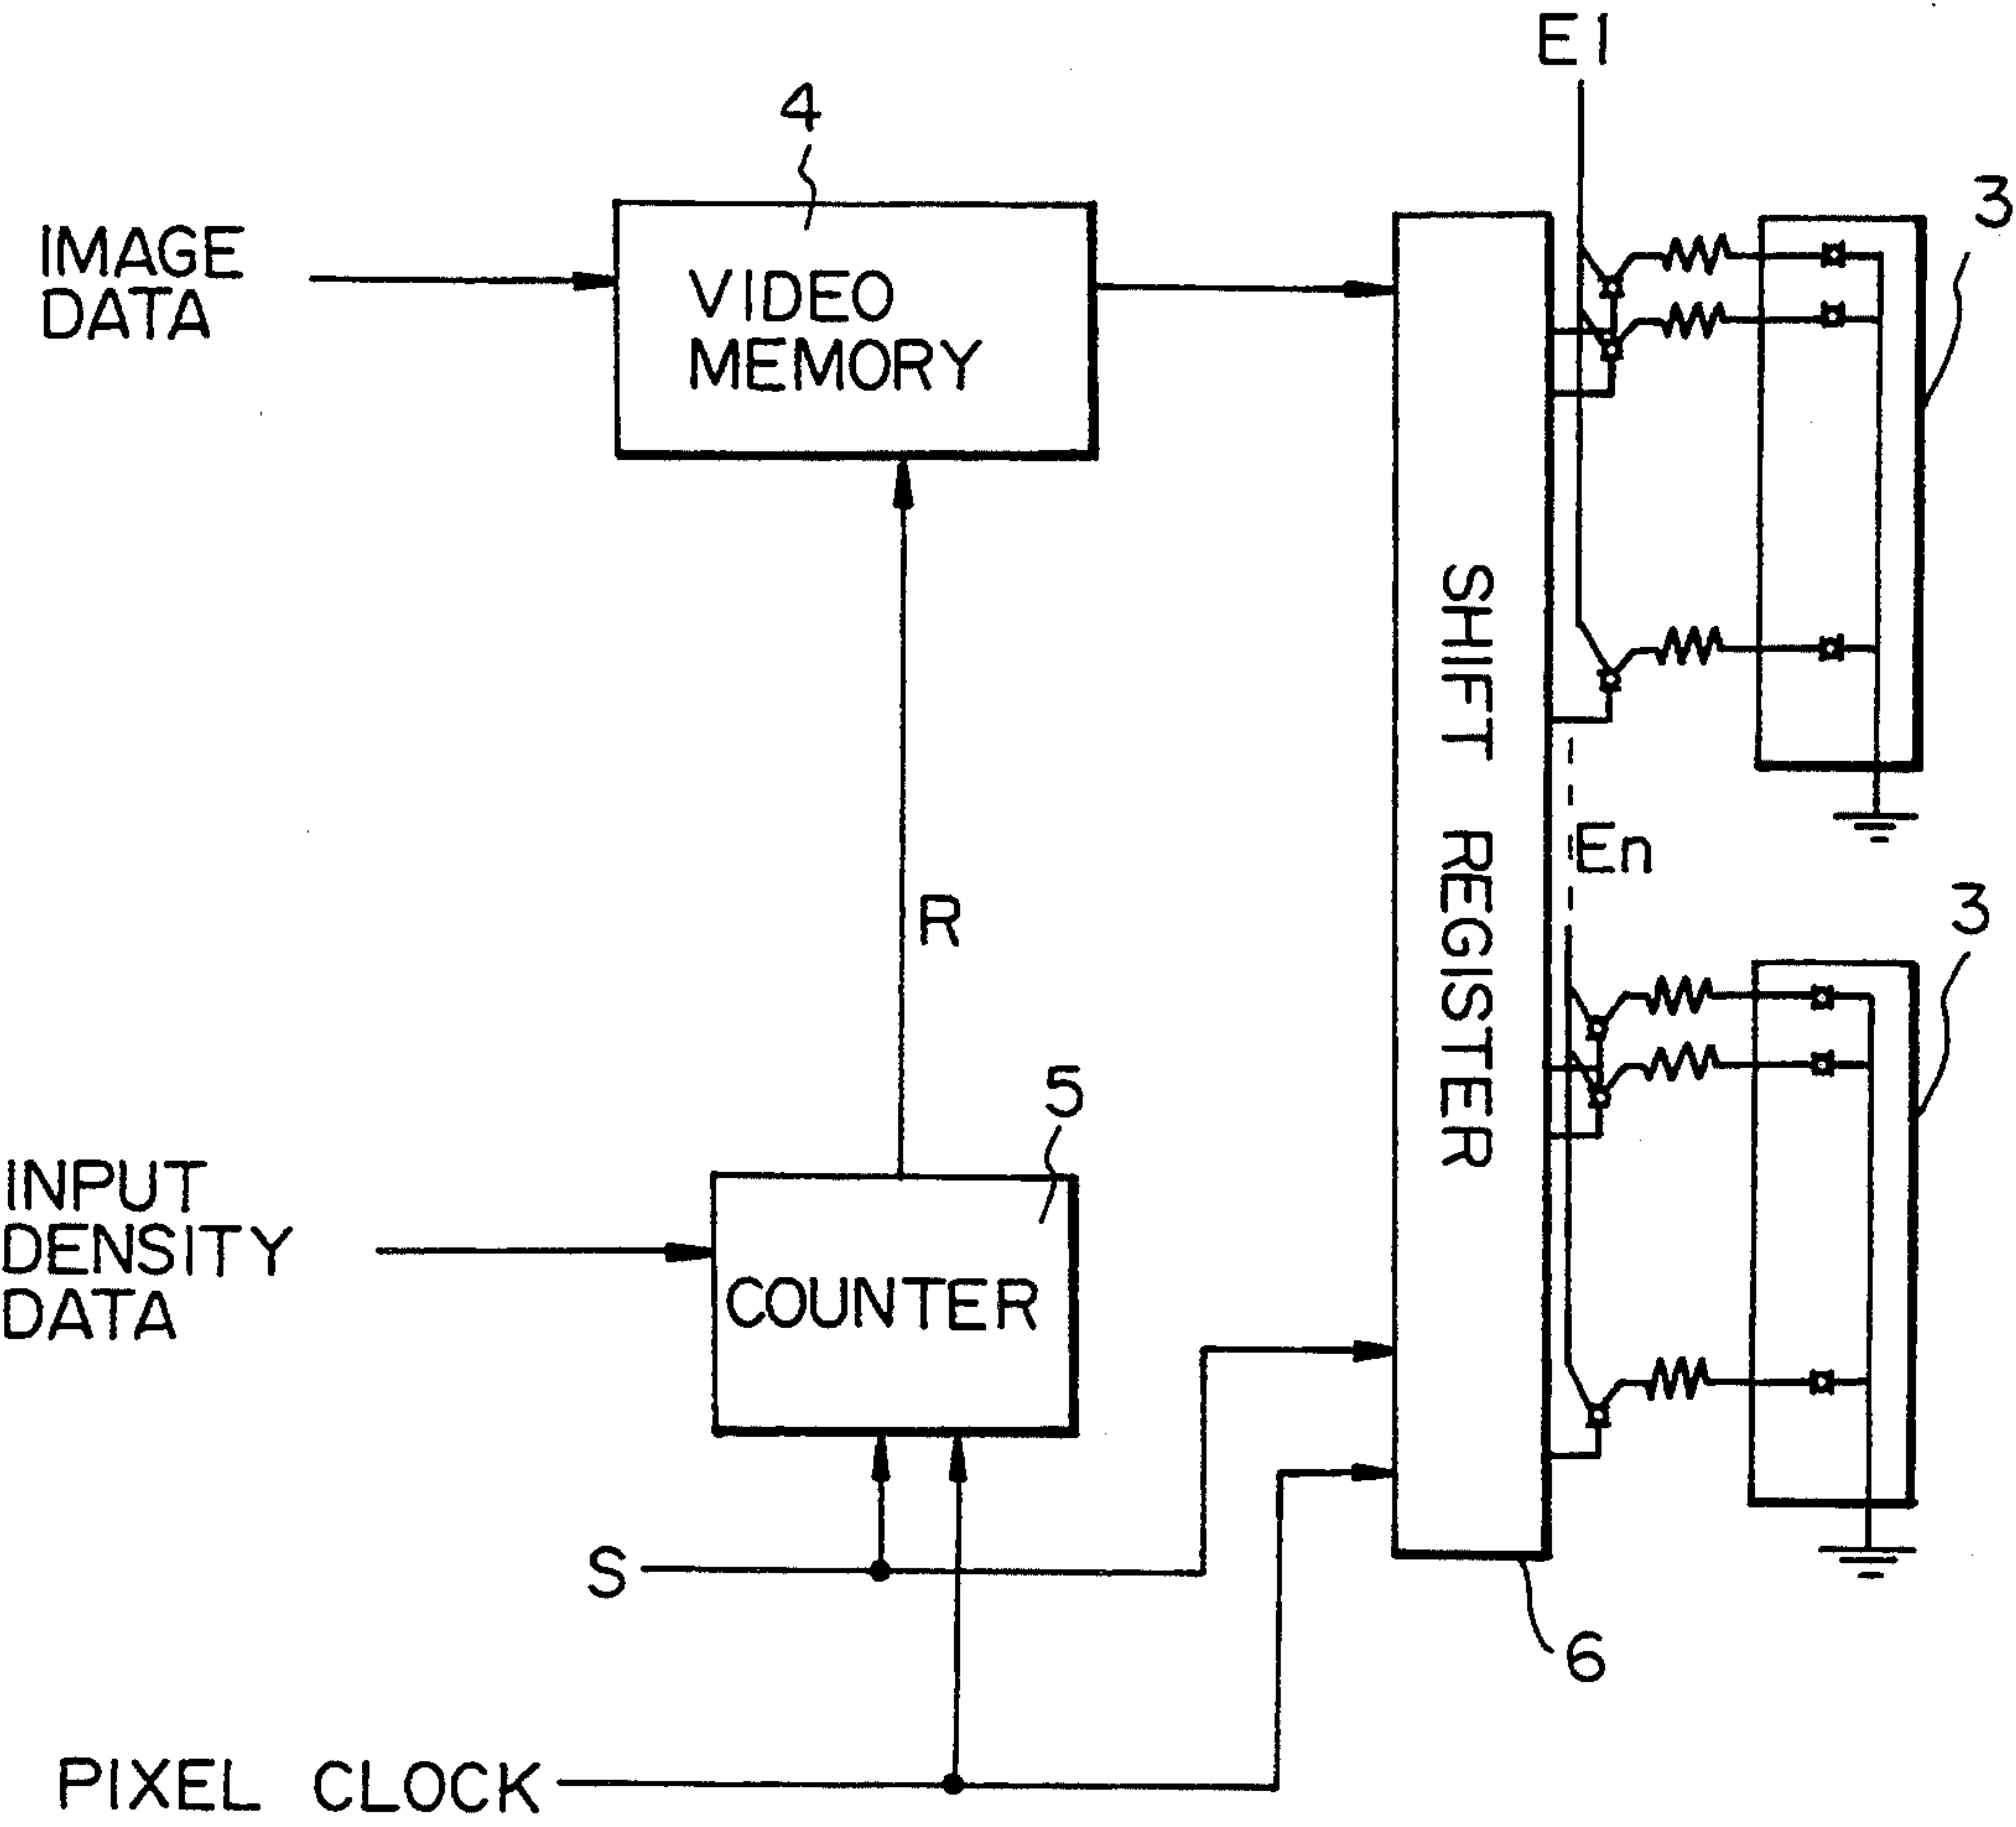 E1
4
3
IMAGE
DATA
VIDEO
MEMORY
SHIFT REGISTER
En
R
3
5
INPUT
DENSITY
DATA
COUNTER
S
6
PIXEL CLOCK